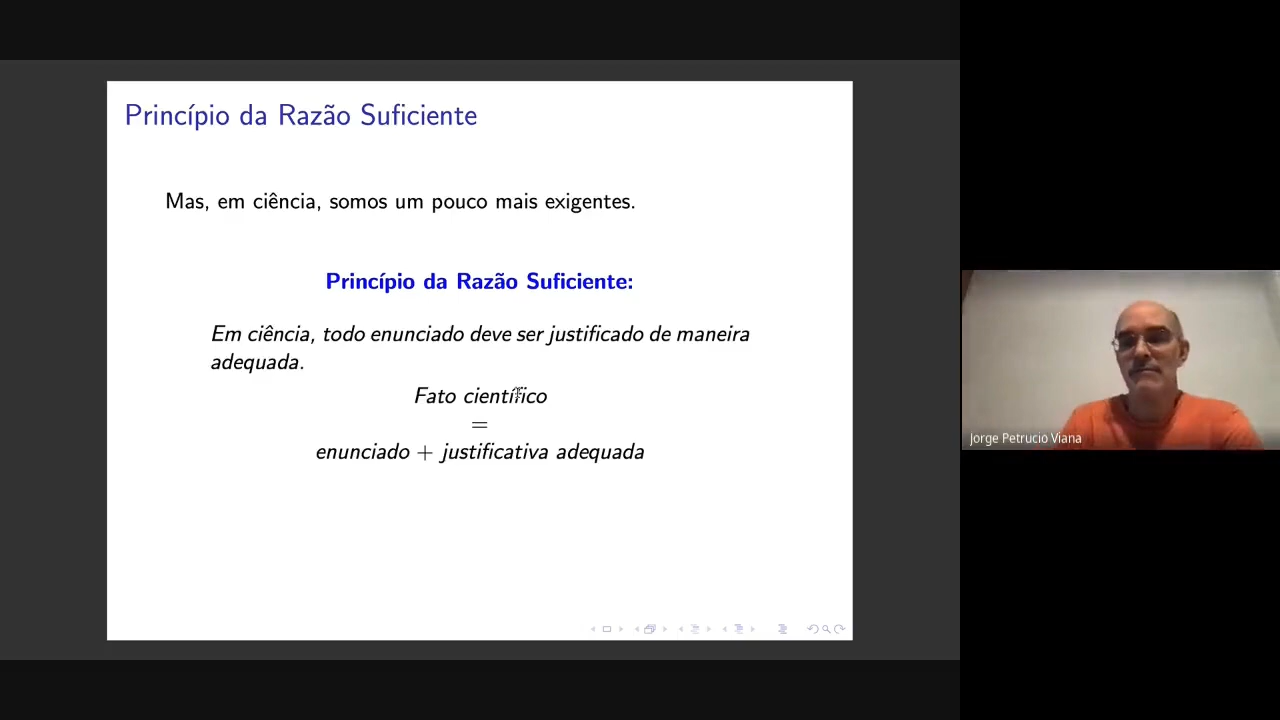 Princípio da Razão Suficiente
Mas, em ciência, somos um pouco mais exigentes.
Princípio da Razão Suficiente:
Em ciência, todo enunciado deve ser justificado de maneira
adequada.
Fato científico
=
enunciado + justificativa adequada
Jorge Petrucio Viana